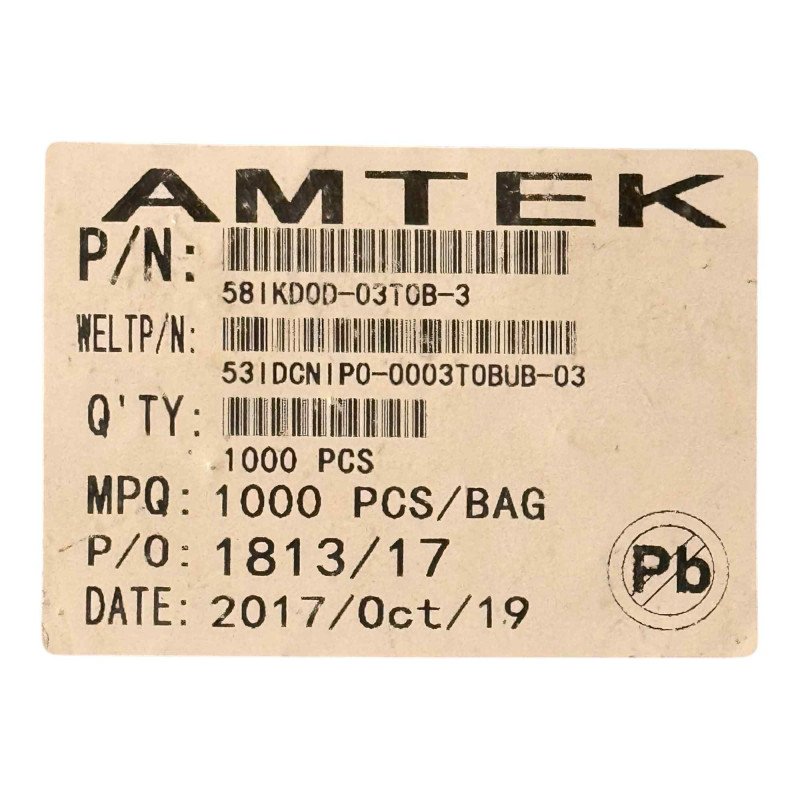 AMTEK
P/N:
58IKD0D-03T0B-3
WELTP/N:
53IDCNIP0-0003T0BUB-03
Q'TY:
1000 PCS
MPQ: 1000 PCS/BAG
P/O: 1813/17
DATE: 2017/Oct/19
Pb